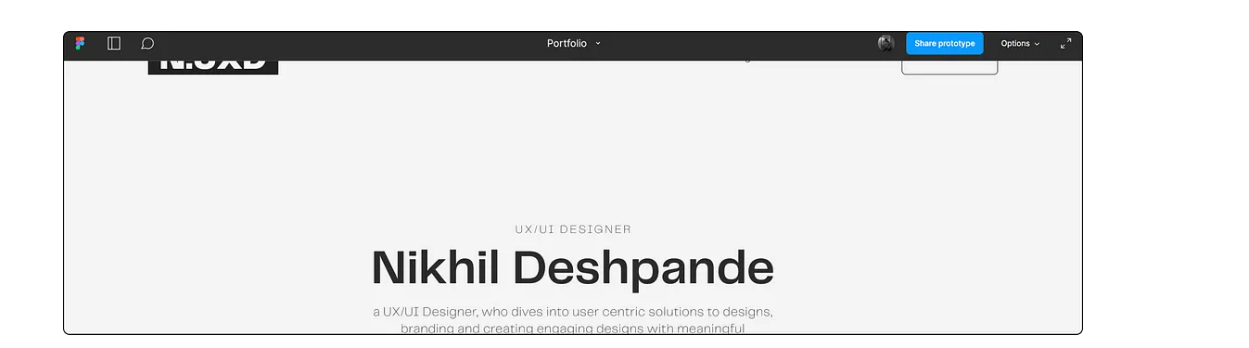 Portfolio
Share prototype
Options
N.UXD
UX/UI DESIGNER
Nikhil Deshpande
a UX/UI Designer, who dives into user centric solutions to designs,
branding and creating engaging designs with meaningful